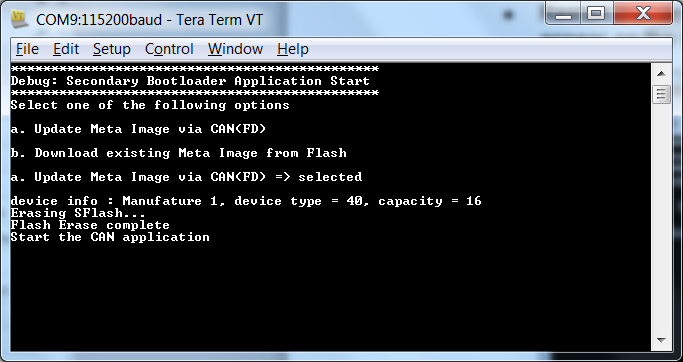 COM9:115200baud - Tera Term VT
File Edit Setup Control Window Help
**********************************************
Debug: Secondary Bootloader Application Start
**********************************************
Select one of the following options
a. Update Meta Image via CAN(FD)
b. Download existing Meta Image from Flash
a. Update Meta Image via CAN(FD) => selected
device info : Manufature 1, device type = 40, capacity = 16
Erasing SFlash...
Flash Erase complete
Start the CAN application